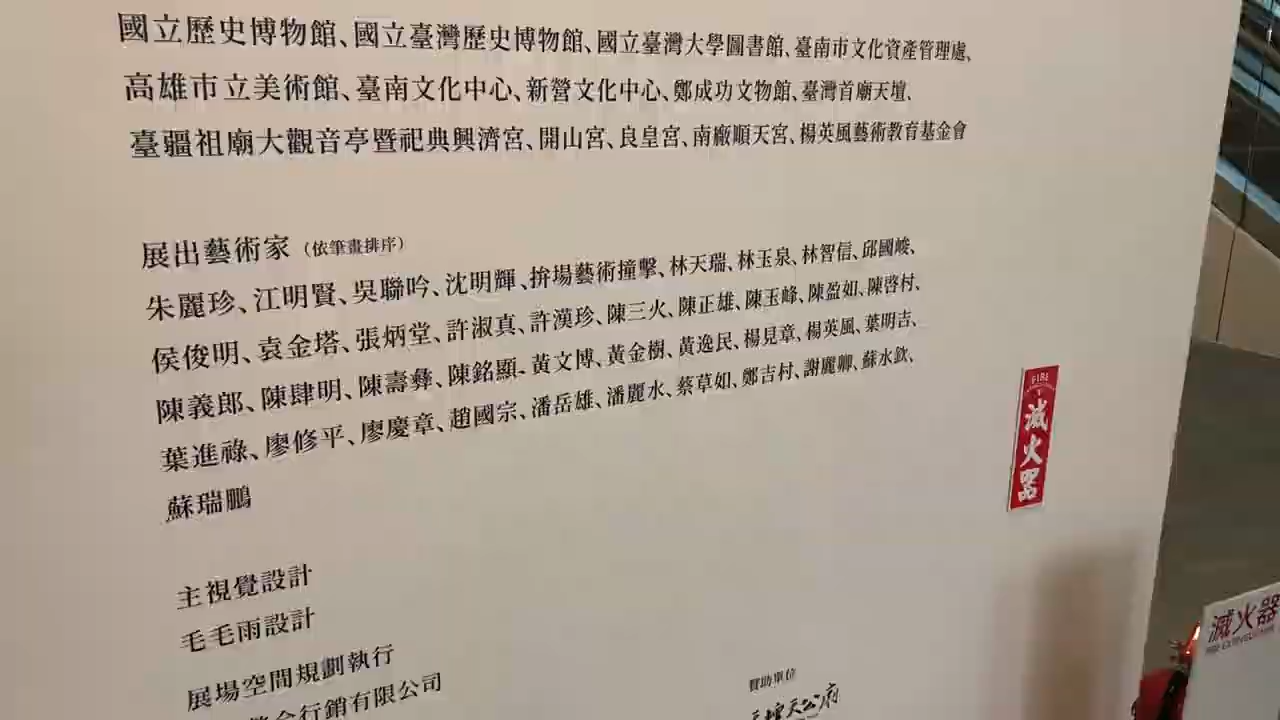 國立歷史博物館、國立臺灣歷史博物館、國立臺灣大學圖書館、臺南市文化資產管理處、
高雄市立美術館、臺南文化中心、新營文化中心、鄭成功文物館、臺灣首廟天壇、
臺疆祖廟大觀音亭暨祀典興濟宮、開山宮、良皇宮、南廠順天宮、楊英風藝術教育基金會
展出藝術家（依筆畫排序）
朱麗珍、江明賢、吳聯吟、沈明輝、拚場藝術撞擊、林天瑞、林玉泉、林智信、邱國峻、
侯俊明、袁金塔、張炳堂、許淑真、許漢珍、陳三火、陳正雄、陳玉峰、陳盈如、陳啓村、
陳義郎、陳肆明、陳壽彝、陳銘顯、黃文博、黃金樹、黃逸民、楊見章、楊英風、葉明吉、
葉進祿、廖修平、廖慶章、趙國宗、潘岳雄、潘麗水、蔡草如、鄭吉村、謝麗卿、蘇水欽、
蘇瑞鵬
主視覺設計
毛毛雨設計
展場空間規劃執行
行銷有限公司
贊助單位
天公府
FIRE
滅火器
滅火器